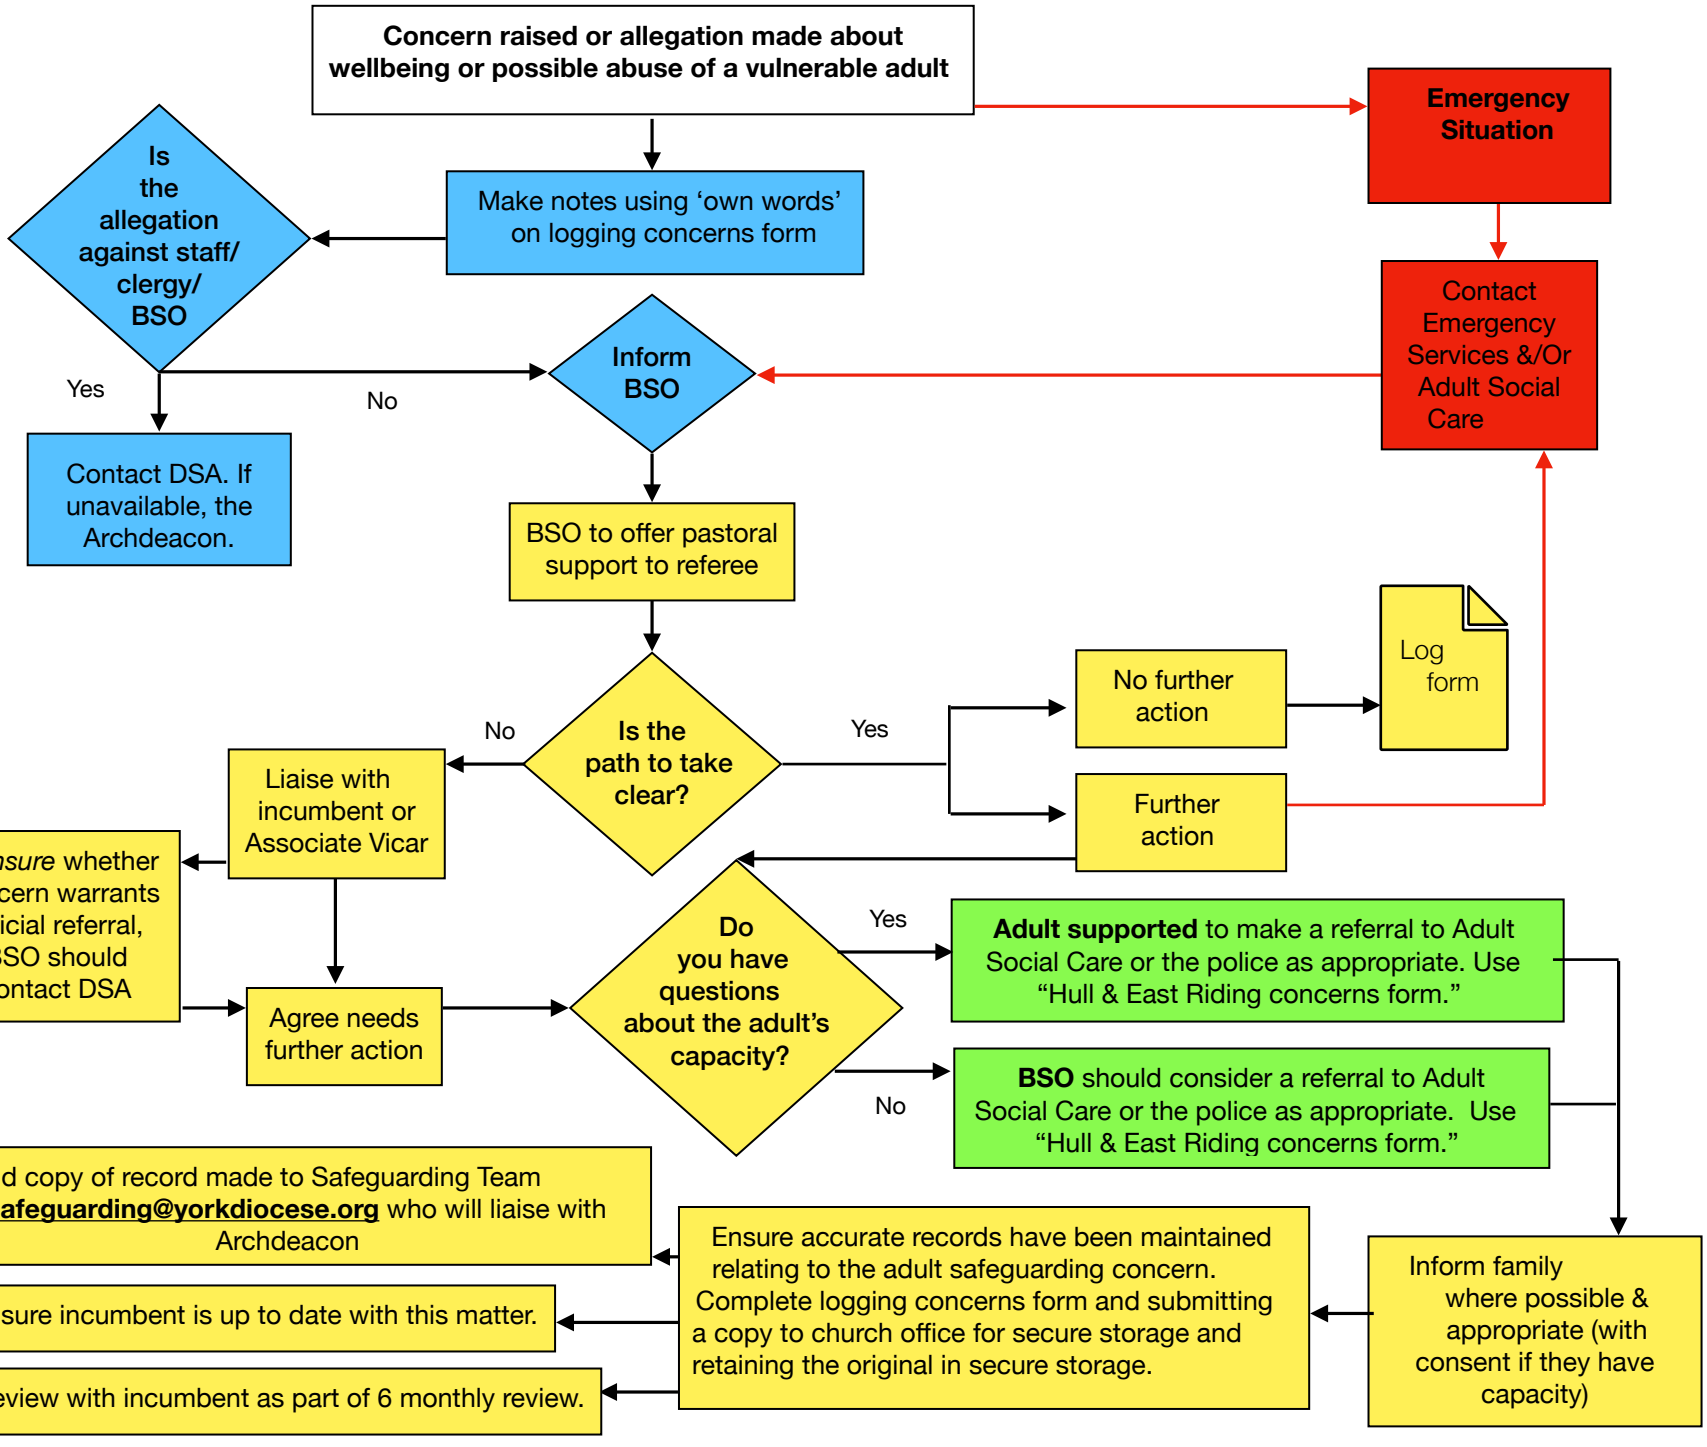 Concern raised or allegation made about
wellbeing or possible abuse of a vulnerable adult
Emergency
Situation
Is
the
allegation
against staff/
clergy/
BSO
Make notes using ‘own words’
on logging concerns form
Contact
Emergency
Services &/Or
Adult Social
Care
Inform
BSO
Yes
No
Contact DSA. If
unavailable, the
Archdeacon.
BSO to offer pastoral
support to referee
Log
form
No further
action
No
Is the
path to take
clear?
Yes
Liaise with
incumbent or
Associate Vicar
Further
action
whether
warrants
referral,
BSO should
DSA
Agree needs
further action
Do
you have
questions
about the adult's
capacity?
Yes
Adult supported to make a referral to Adult
Social Care or the police as appropriate. Use
“Hull & East Riding concerns form.”
No
BSO should consider a referral to Adult
Social Care or the police as appropriate. Use
“Hull & East Riding concerns form.”
copy of record made to Safeguarding Team
afeguarding@yorkdiocese.org who will liaise with
Archdeacon
incumbent is up to date with this matter.
with incumbent as part of 6 monthly review.
Ensure accurate records have been maintained
relating to the adult safeguarding concern.
Complete logging concerns form and submitting
a copy to church office for secure storage and
retaining the original in secure storage.
Inform family
where possible &
appropriate (with
consent if they have
capacity)